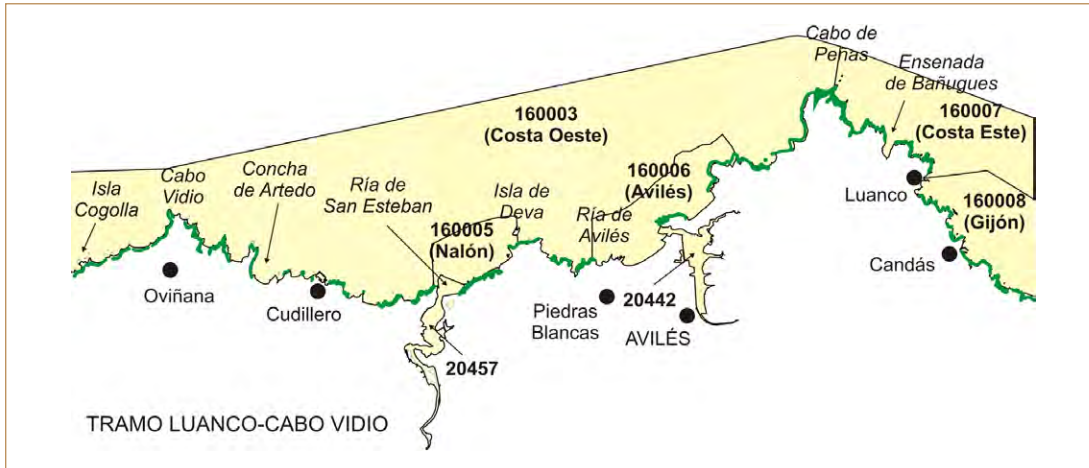 Cabo de
Peñas
Ensenada
de Bañugues
160003
(Costa Oeste)
160007
(Costa Este)
Isla
Cogolla
Cabo
Vidio
Concha
de Artedo
Ría de
San Esteban
Isla de
Deva
160006
(Avilés)
Ría de
Avilés
160005
(Nalón)
Luanco
160008
(Gijón)
Candás
Oviñana
Cudillero
Piedras
Blancas
20442
AVILÉS
20457
TRAMO LUANCO-CABO VIDIO